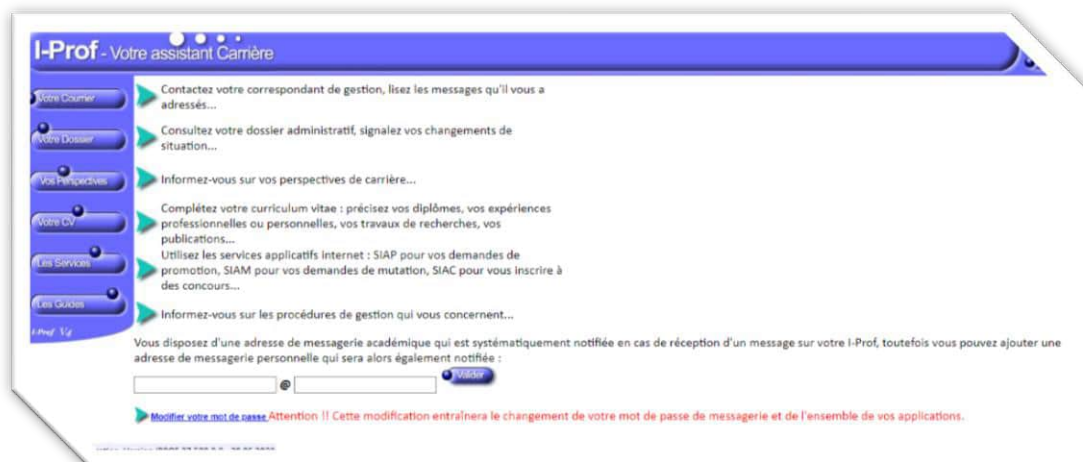 I-Prof - Votre assistant Carrière
Votre Courrier
Contactez votre correspondant de gestion, lisez les messages qu'il vous a
adressés...
Votre Dossier
Consultez votre dossier administratif, signalez vos changements de
situation...
Vos Perspectives
Informez-vous sur vos perspectives de carrière...
Votre CV
Complétez votre curriculum vitae : précisez vos diplômes, vos expériences
professionnelles ou personnelles, vos travaux de recherches, vos
publications...
Les Services
Utilisez les services applicatifs internet : SIAP pour vos demandes de
promotion, SIAM pour vos demandes de mutation, SIAC pour vous inscrire à
des concours...
Les Guides
Informez-vous sur les procédures de gestion qui vous concernent...
I-Prof
Vous disposez d'une adresse de messagerie académique qui est systématiquement notifiée en cas de réception d'un message sur votre I-Prof, toutefois vous pouvez ajouter une
adresse de messagerie personnelle qui sera alors également notifiée :
@ Valider
Modifier votre mot de passe Attention !! Cette modification entraînera le changement de votre mot de passe de messagerie et de l'ensemble de vos applications.